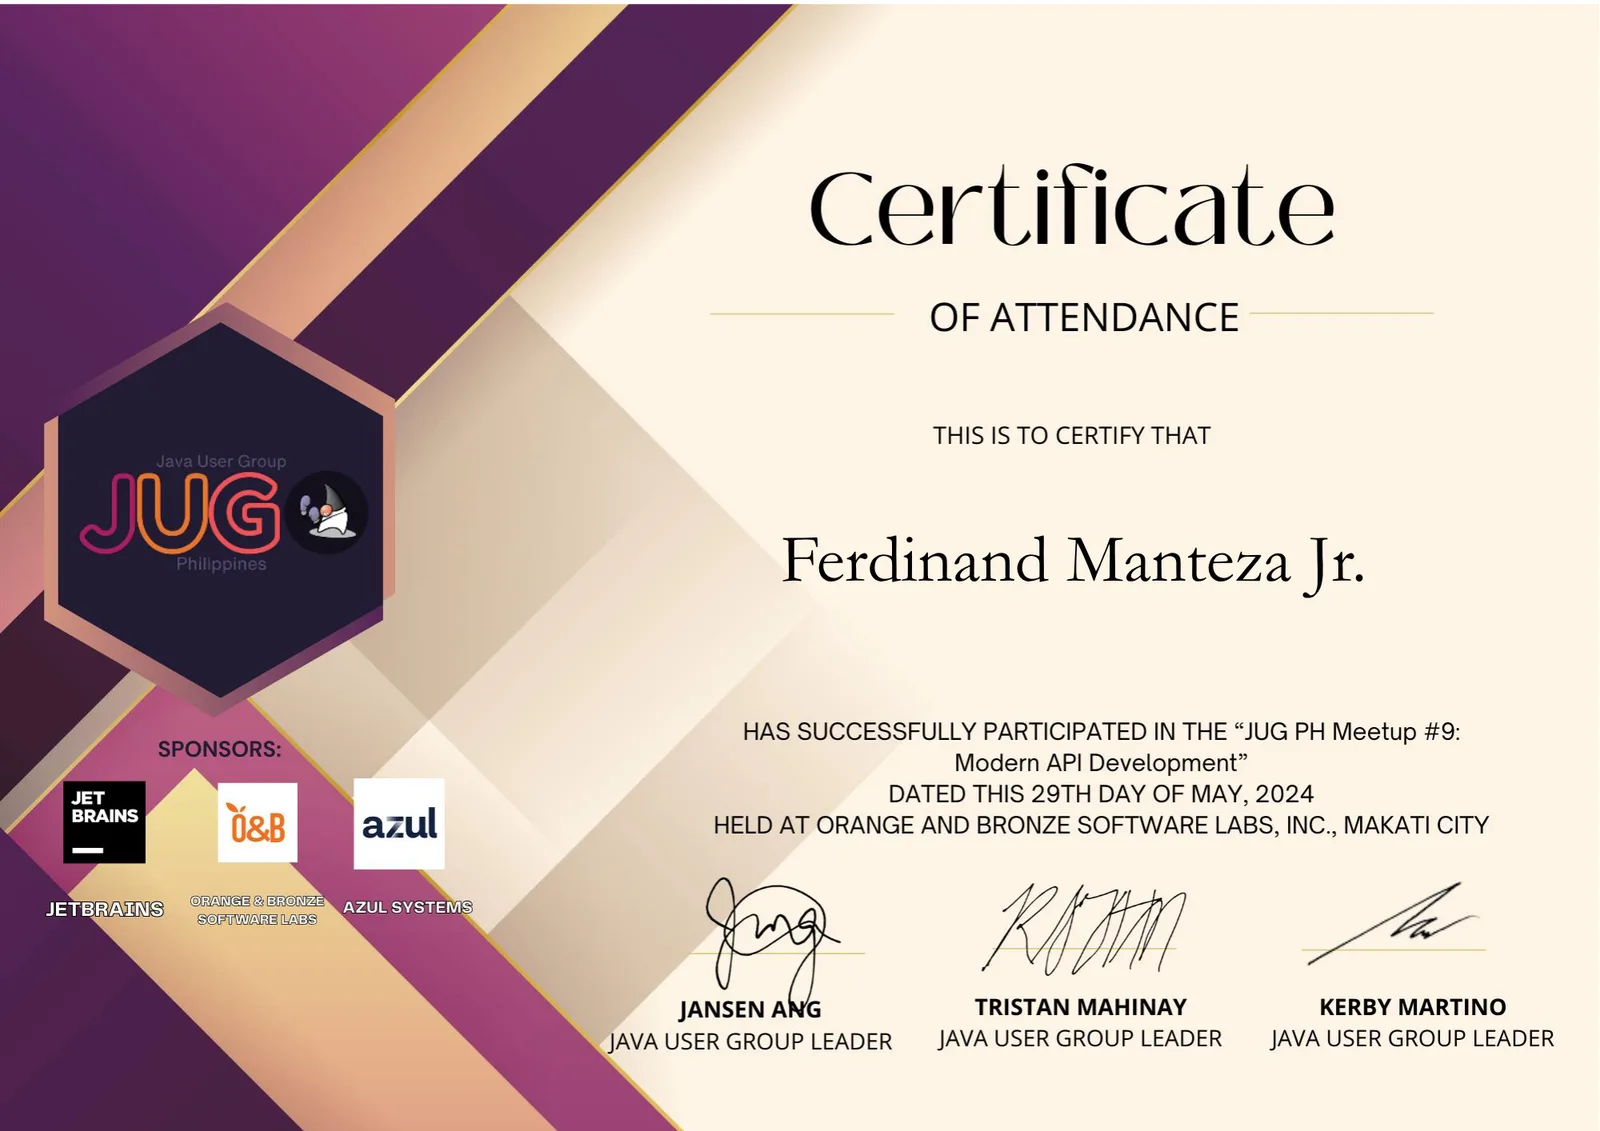 Certificate
OF ATTENDANCE
THIS IS TO CERTIFY THAT
Ferdinand Manteza Jr.
HAS SUCCESSFULLY PARTICIPATED IN THE “JUG PH Meetup #9:
Modern API Development”
DATED THIS 29TH DAY OF MAY, 2024
HELD AT ORANGE AND BRONZE SOFTWARE LABS, INC., MAKATI CITY
JANSEN ANG
JAVA USER GROUP LEADER
TRISTAN MAHINAY
JAVA USER GROUP LEADER
KERBY MARTINO
JAVA USER GROUP LEADER
Java User Group
JUG
Philippines
SPONSORS:
JET
BRAINS
JETBRAINS
O&B
ORANGE & BRONZE
SOFTWARE LABS
azul
AZUL SYSTEMS